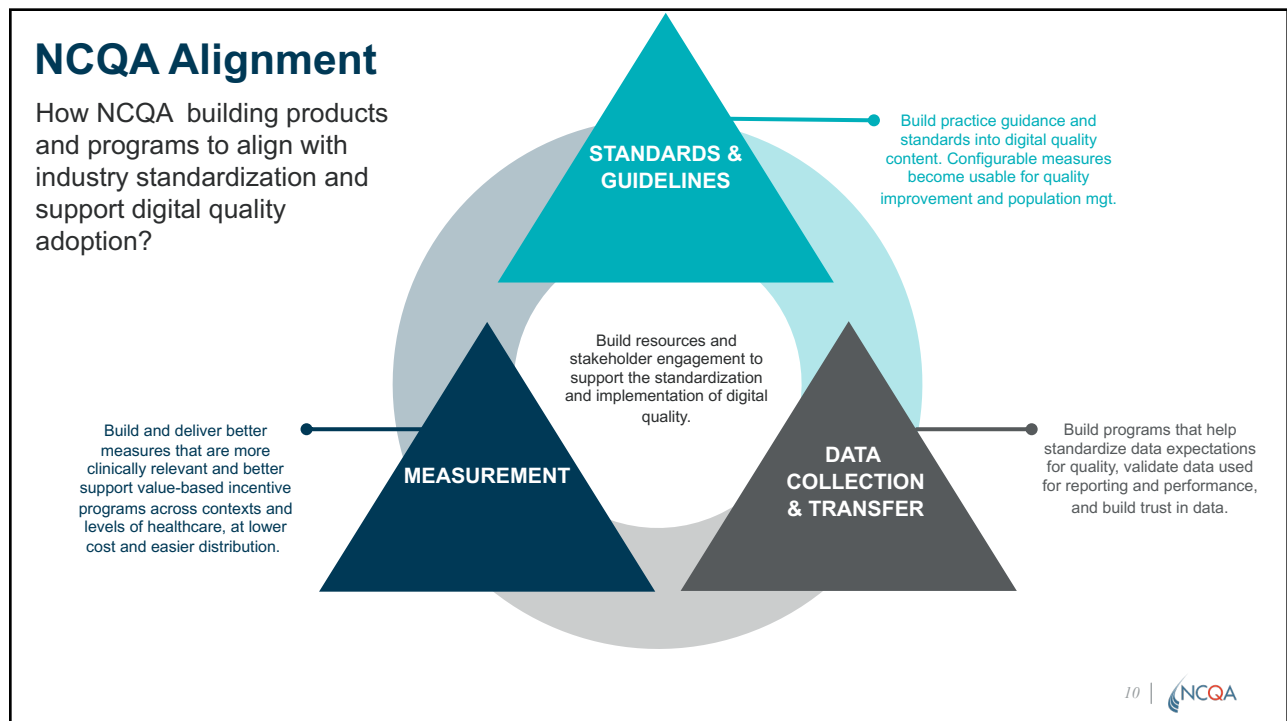 NCQA Alignment
How NCQA building products
and programs to align with
industry standardization and
support digital quality
adoption?
STANDARDS &
GUIDELINES
Build practice guidance and
standards into digital quality
content. Configurable measures
become usable for quality
improvement and population mgt.
Build resources and
stakeholder engagement to
support the standardization
and implementation of digital
quality.
Build and deliver better
measures that are more
clinically relevant and better
support value-based incentive
programs across contexts and
levels of healthcare, at lower
cost and easier distribution.
MEASUREMENT
DATA
COLLECTION
& TRANSFER
Build programs that help
standardize data expectations
for quality, validate data used
for reporting and performance,
and build trust in data.
10 | NCQA